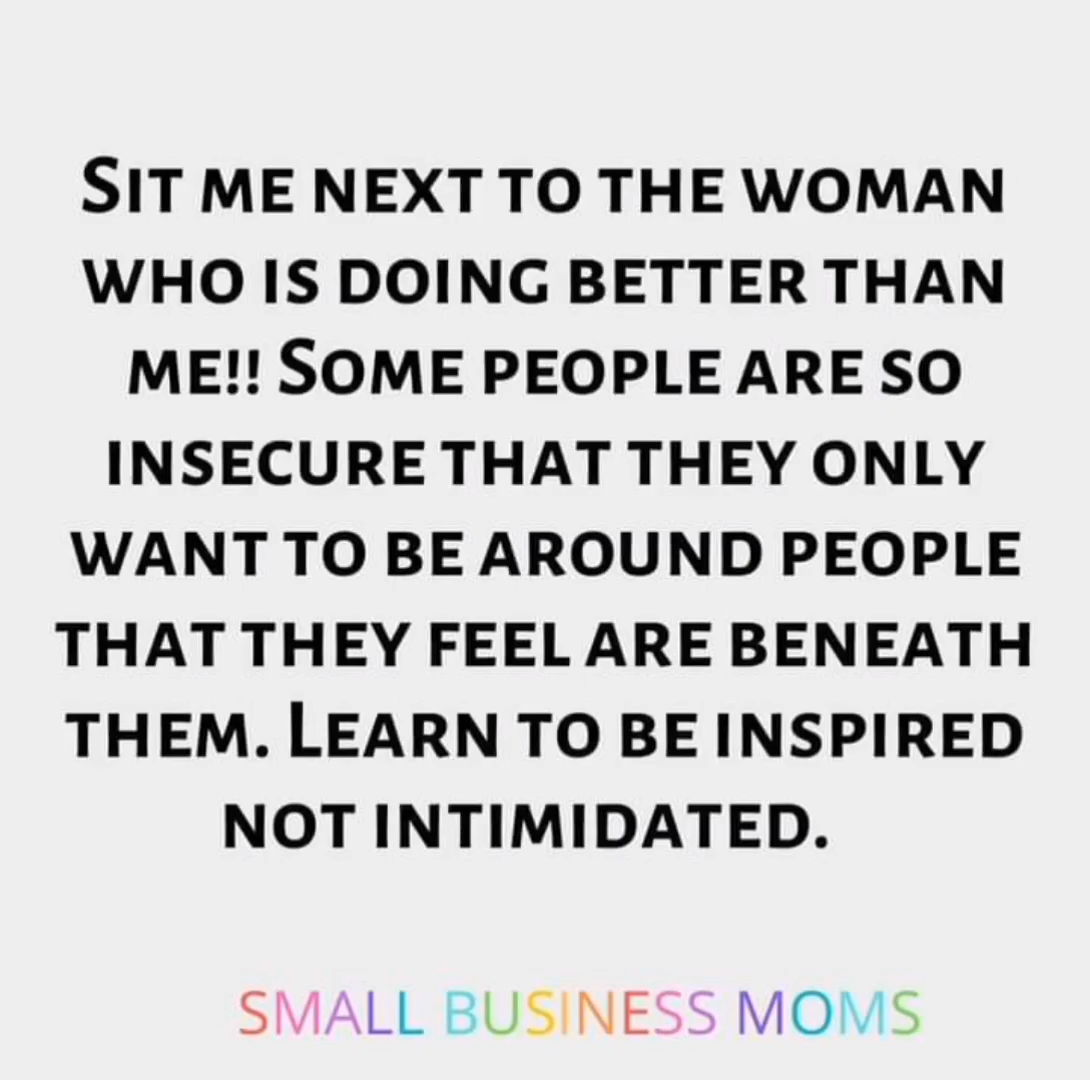 Sit me next to the woman
who is doing better than
me!! Some people are so
insecure that they only
want to be around people
that they feel are beneath
them. Learn to be inspired
not intimidated.
SMALL BUSINESS MOMS